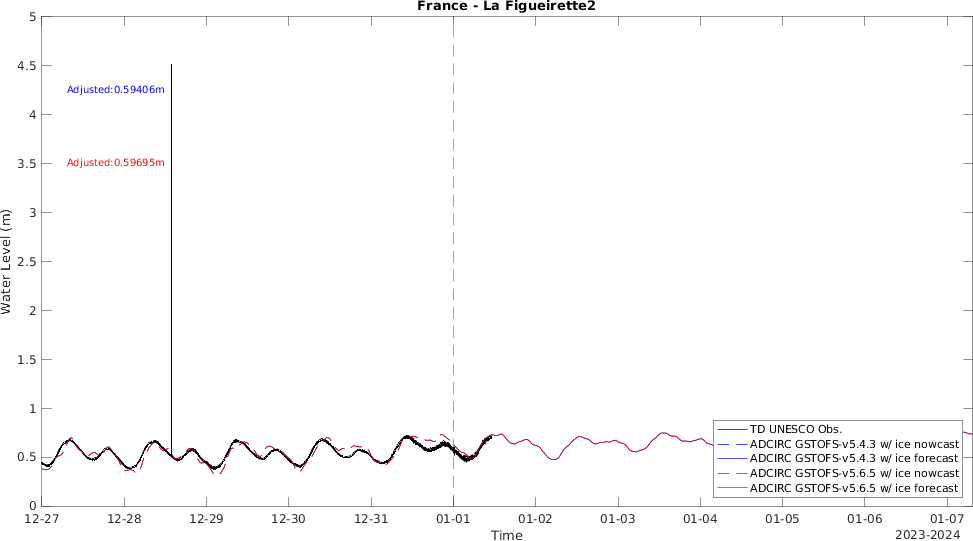 France - La Figueirette2
5
4.5
4
3.5
3
2.5
2
1.5
1
0.5
0
Water Level (m)
Adjusted:0.59406m
Adjusted:0.59695m
TD UNESCO Obs.
ADCIRC GSTOFS-v5.4.3 w/ ice nowcast
ADCIRC GSTOFS-v5.4.3 w/ ice forecast
ADCIRC GSTOFS-v5.6.5 w/ ice nowcast
ADCIRC GSTOFS-v5.6.5 w/ ice forecast
12-27 12-28 12-29 12-30 12-31 01-01 01-02 01-03 01-04 01-05 01-06 01-07
Time
2023-2024